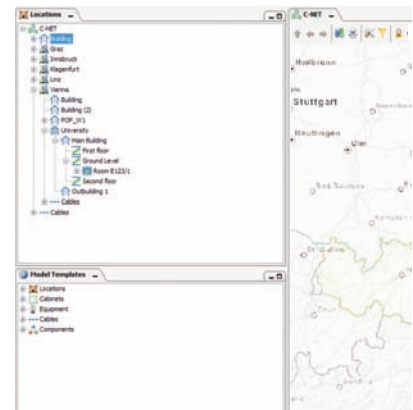 Locations
C-NET
Building
Graz
Innsbruck
Klagenfurt
Linz
Vienna
Building
Building (2)
POP_W1
University
Main Building
First floor
Ground Level
Room E123/1
Second floor
Outbuilding 1
Cables
Cables
Model Templates
Locations
Cabinets
Equipment
Cables
Components
C-NET
Heilbronn
Stuttgart
Reutlingen
Ulm
St Gallen